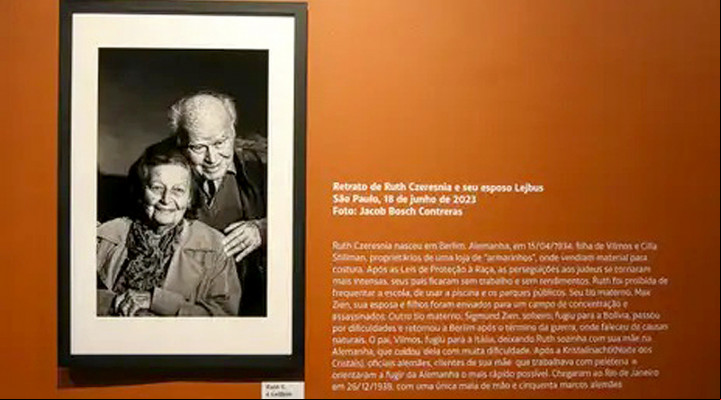 Retrato de Ruth Czeresnia e seu esposo Lejbus
São Paulo, 18 de junho de 2023
Foto: Jacob Bosch Contreras
Ruth Czeresnia nasceu em Berlim, Alemanha, em 15/04/1934, filha de Vilmos e Cilla
Stillman, proprietários de uma loja de "armarinhos", onde vendiam material para
costura. Após as Leis de Proteção à Raça, as perseguições aos judeus se tornaram
mais intensas, seus pais ficaram sem trabalho e sem rendimentos. Ruth foi proibida de
frequentar a escola, de usar a piscina e os parques públicos. Seu tio materno, Max
Zien, sua esposa e filhos foram enviados para um campo de concentração e
assassinados. Outro tio materno, Sigmund Zien, solteiro, fugiu para a Bolívia, passou
por dificuldades e retornou a Berlim após o término da guerra, onde faleceu de causas
naturais. O pai, Vilmos, fugiu para a Itália, deixando Ruth sozinha com sua mãe na
Alemanha, que cuidou dela com muita dificuldade. Após a Kristallnacht(Noite dos
Cristais), oficiais alemães, clientes de sua mãe que trabalhava com peleteria
orientaram a fugir da Alemanha o mais rápido possível. Chegaram ao Rio de Janeiro
em 26/12/1939, com uma única mala de mão e cinquenta marcos alemães
Ruth C.